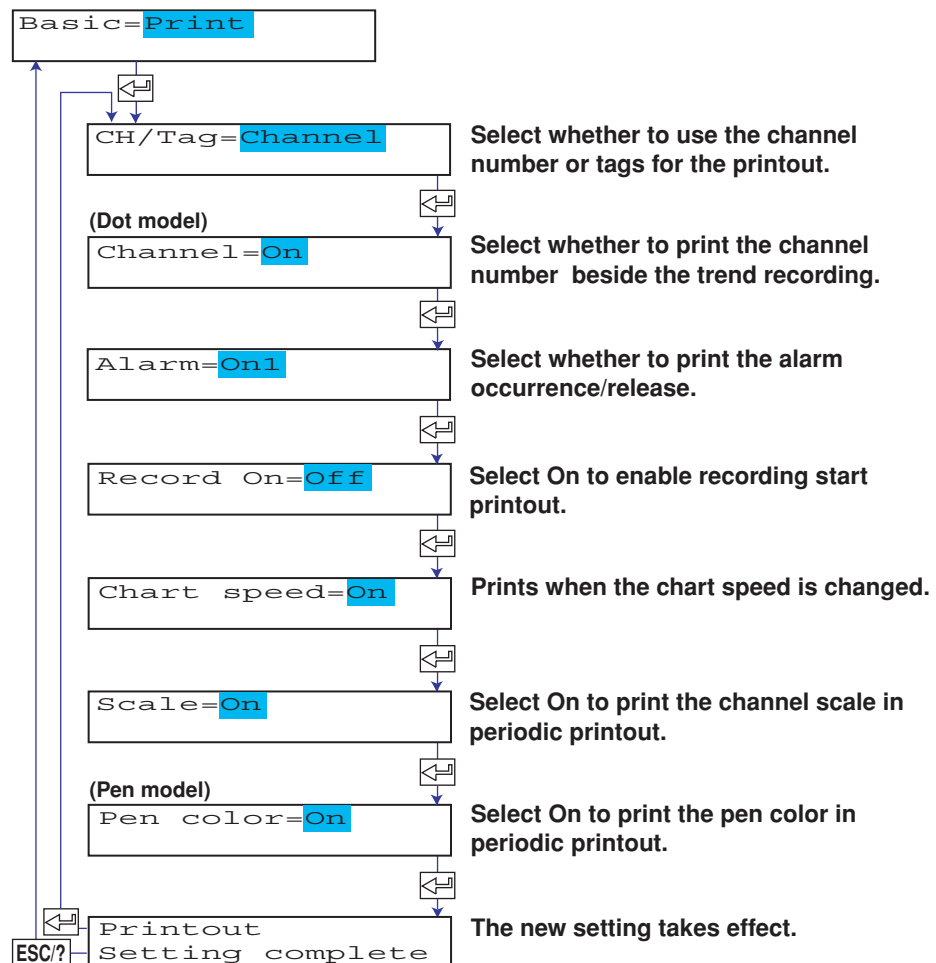 Basic=Print
CH/Tag=Channel
Select whether to use the channel
number or tags for the printout.
(Dot model)
Channel=On
Select whether to print the channel
number beside the trend recording.
Alarm=On1
Select whether to print the alarm
occurrence/release.
Record On=Off
Select On to enable recording start
printout.
Chart speed=On
Prints when the chart speed is changed.
Scale=On
Select On to print the channel scale in
periodic printout.
(Pen model)
Pen color=On
Select On to print the pen color in
periodic printout.
Printout
Setting complete
The new setting takes effect.
ESC/?